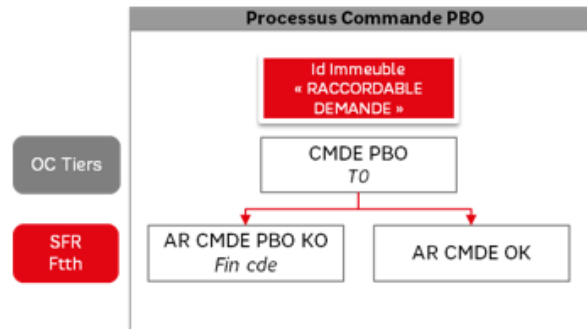 Processus Commande PBO
Id Immeuble
« RACCORDABLE
DEMANDE »
OC Tiers
CMDE PBO
T0
SFR
Ftth
AR CMDE PBO KO
Fin cde
AR CMDE OK